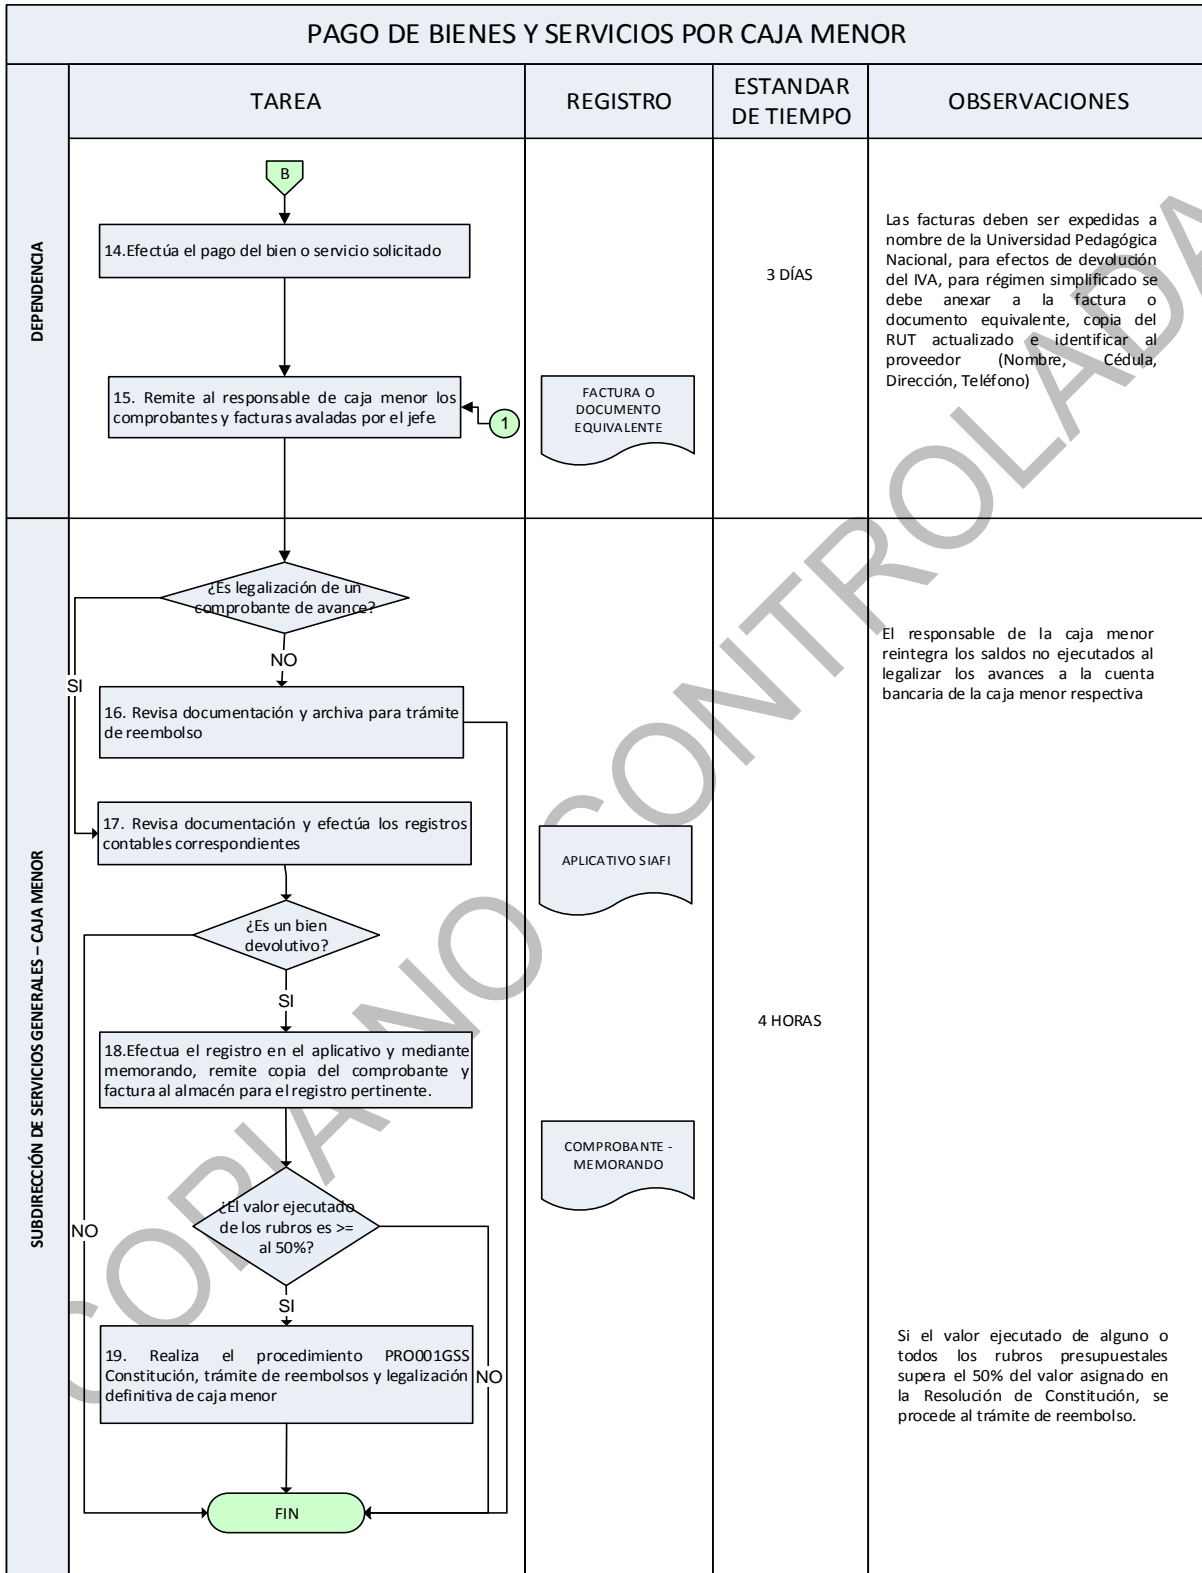 PAGO DE BIENES Y SERVICIOS POR CAJA MENOR
TAREA
REGISTRO
ESTANDAR
DE TIEMPO
OBSERVACIONES
DEPENDENCIA
B
14.Efectúa el pago del bien o servicio solicitado
3 DÍAS
Las facturas deben ser expedidas a
nombre de la Universidad Pedagógica
Nacional, para efectos de devolución
del IVA, para régimen simplificado se
debe anexar a la factura o
documento equivalente, copia del
RUT actualizado e identificar al
proveedor (Nombre, Cédula,
Dirección, Teléfono)
15. Remite al responsable de caja menor los
comprobantes y facturas avaladas por el jefe.
1
FACTURA O
DOCUMENTO
EQUIVALENTE
SUBDIRECCIÓN DE SERVICIOS GENERALES – CAJA MENOR
¿Es legalización de un
comprobante de avance?
NO
SI
El responsable de la caja menor
reintegra los saldos no ejecutados al
legalizar los avances a la cuenta
bancaria de la caja menor respectiva
16. Revisa documentación y archiva para trámite
de reembolso
17. Revisa documentación y efectúa los registros
contables correspondientes
APLICATIVO SIAFI
¿Es un bien
devolutivo?
SI
4 HORAS
18.Efectua el registro en el aplicativo y mediante
memorando, remite copia del comprobante y
factura al almacén para el registro pertinente.
COMPROBANTE -
MEMORANDO
¿El valor ejecutado
de los rubros es >=
al 50%?
NO
SI
19. Realiza el procedimiento PRO001GSS
Constitución, trámite de reembolsos y legalización
definitiva de caja menor
NO
Si el valor ejecutado de alguno o
todos los rubros presupuestales
supera el 50% del valor asignado en
la Resolución de Constitución, se
procede al trámite de reembolso.
FIN
COPIA NO CONTROLADA